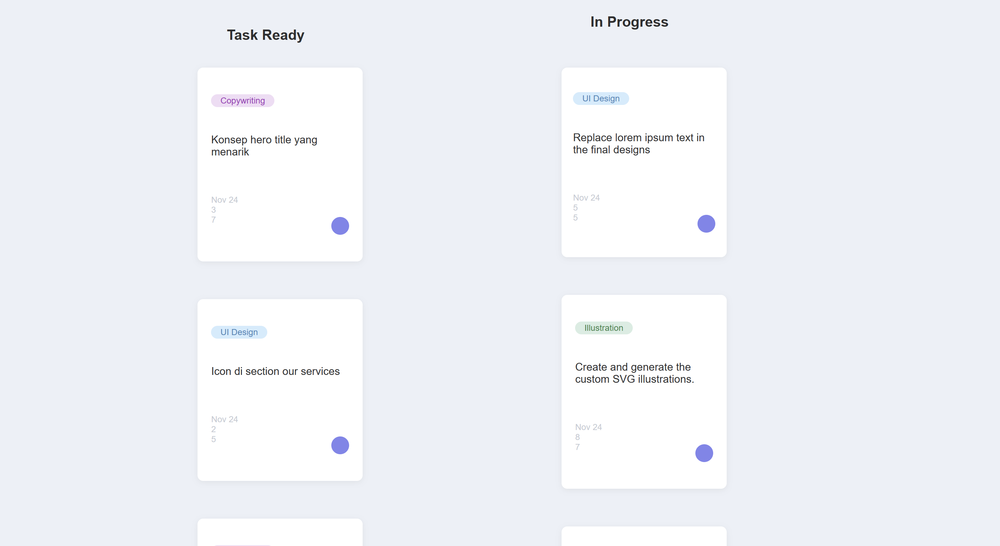 Task Ready
Copywriting
Konsep hero title yang
menarik
Nov 24
3
7
UI Design
Icon di section our services
Nov 24
2
5
In Progress
UI Design
Replace lorem ipsum text in
the final designs
Nov 24
5
5
Illustration
Create and generate the
custom SVG illustrations.
Nov 24
8
7